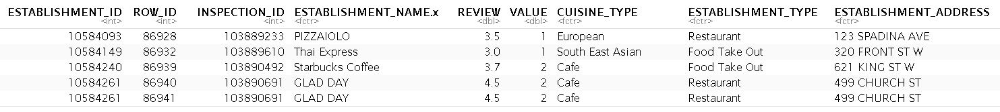 ESTABLISHMENT_ID ROW_ID INSPECTION_ID ESTABLISHMENT_NAME.x REVIEW VALUE CUISINE_TYPE ESTABLISHMENT_TYPE ESTABLISHMENT_ADDRESS
<int> <int> <int> <fctr> <dbl> <dbl> <fctr> <fctr> <fctr>
10584093 86928 103889233 PIZZAIOLO 3.5 1 European Restaurant 123 SPADINA AVE
10584149 86932 103889610 Thai Express 3.0 1 South East Asian Food Take Out 320 FRONT ST W
10584240 86939 103890492 Starbucks Coffee 3.7 2 Cafe Food Take Out 621 KING ST W
10584261 86940 103890691 GLAD DAY 4.5 2 Cafe Restaurant 499 CHURCH ST
10584261 86941 103890691 GLAD DAY 4.5 2 Cafe Restaurant 499 CHURCH ST